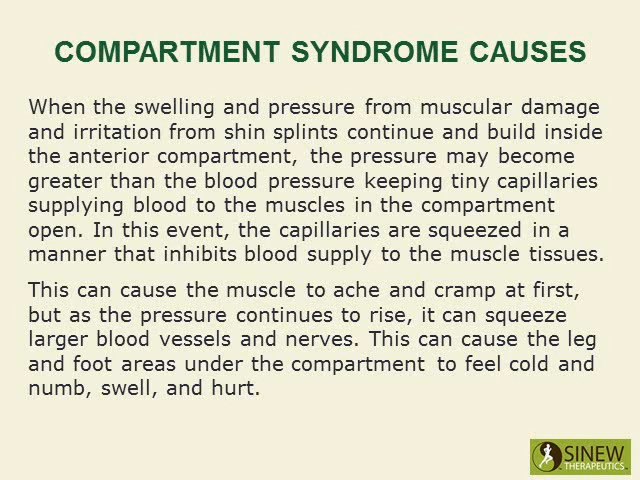 COMPARTMENT SYNDROME CAUSES
When the swelling and pressure from muscular damage
and irritation from shin splints continue and build inside
the anterior compartment, the pressure may become
greater than the blood pressure keeping tiny capillaries
supplying blood to the muscles in the compartment
open. In this event, the capillaries are squeezed in a
manner that inhibits blood supply to the muscle tissues.
This can cause the muscle to ache and cramp at first,
but as the pressure continues to rise, it can squeeze
larger blood vessels and nerves. This can cause the leg
and foot areas under the compartment to feel cold and
numb, swell, and hurt.
SINEW
THERAPEUTICS